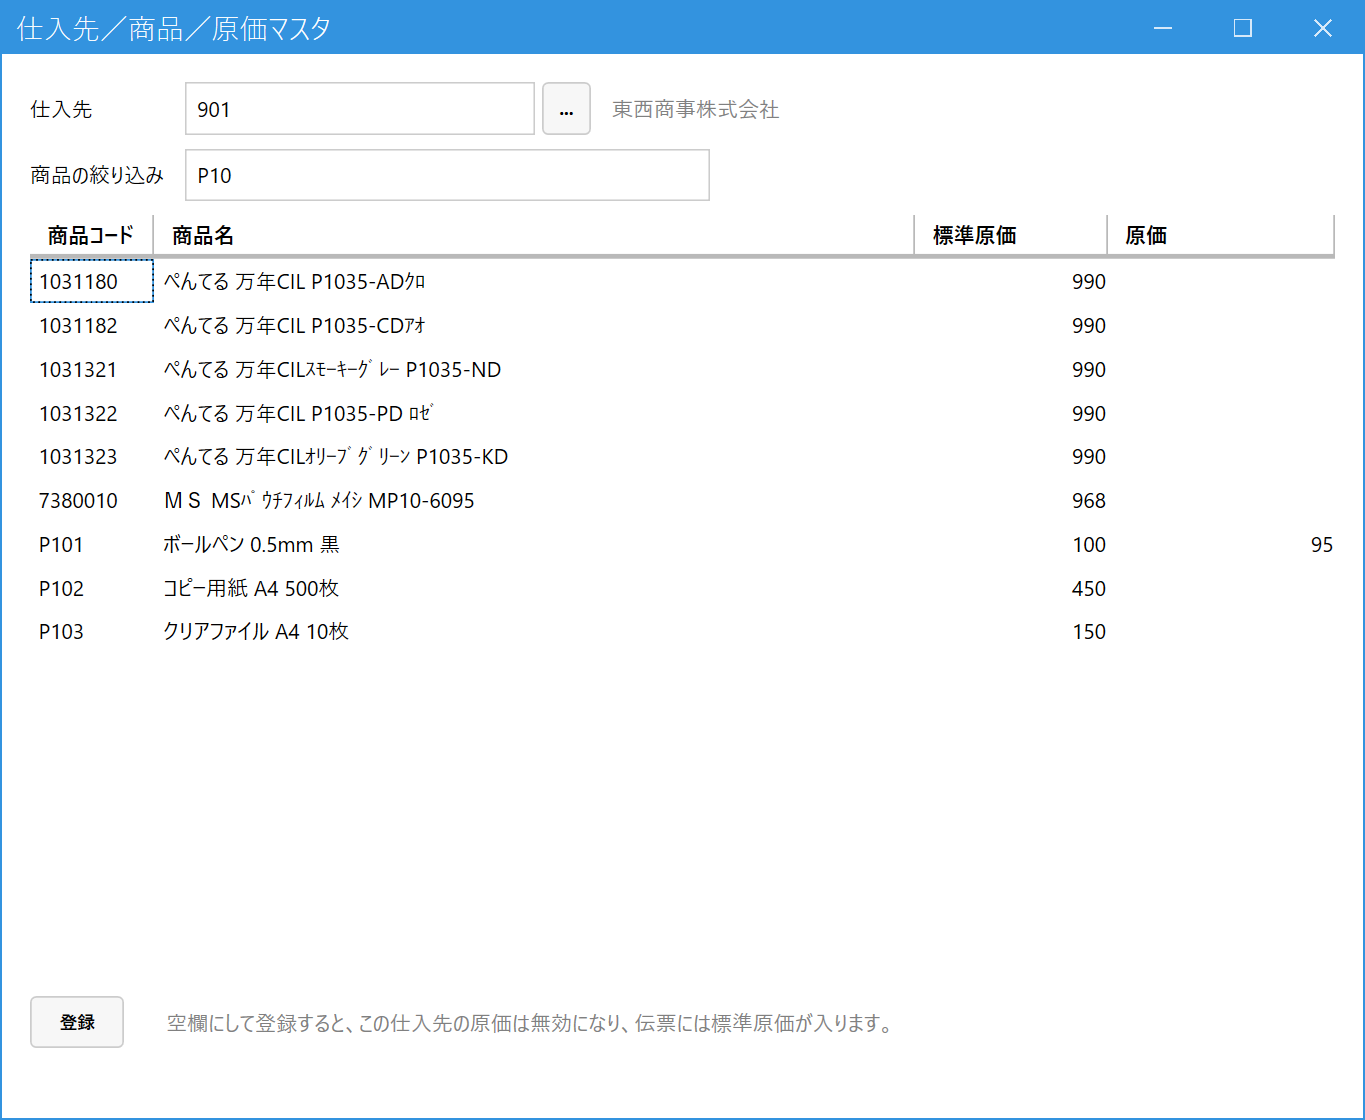 仕入先／商品／原価マスタ
仕入先 901 ... 東西商事株式会社
商品の絞り込み P10
商品コード 商品名 標準原価 原価
1031180 ぺんてる 万年CIL P1035-ADｸﾛ 990
1031182 ぺんてる 万年CIL P1035-CDｱｵ 990
1031321 ぺんてる 万年CILｽﾓｰｷｰｸﾞﾚｰ P1035-ND 990
1031322 ぺんてる 万年CIL P1035-PD ﾛｾﾞ 990
1031323 ぺんてる 万年CILｵﾘｰﾌﾞｸﾞﾘｰﾝ P1035-KD 990
7380010 ＭＳ MSﾊﾟｳﾁﾌｨﾙﾑ ﾒｲｼ MP10-6095 968
P101 ボールペン 0.5mm 黒 100 95
P102 コピー用紙 A4 500枚 450
P103 クリアファイル A4 10枚 150
登録 空欄にして登録すると、この仕入先の原価は無効になり、伝票には標準原価が入ります。